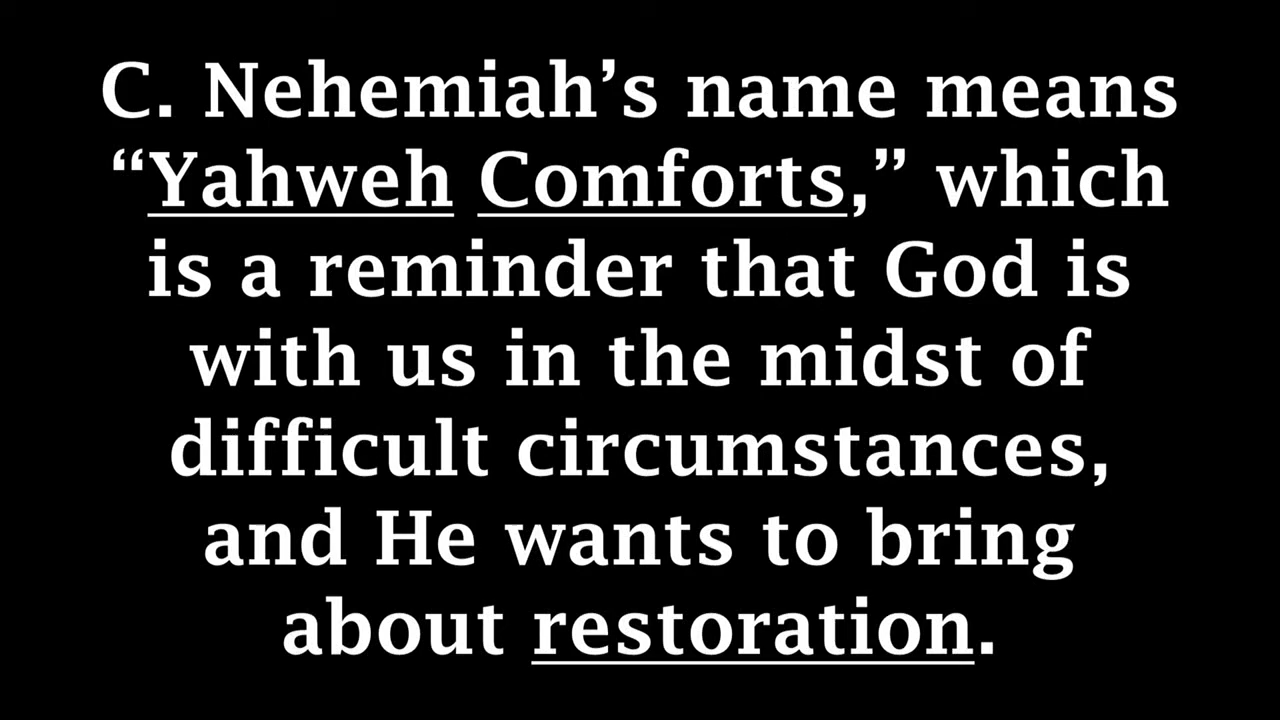 C. Nehemiah’s name means
“Yahweh Comforts,” which
is a reminder that God is
with us in the midst of
difficult circumstances,
and He wants to bring
about restoration.